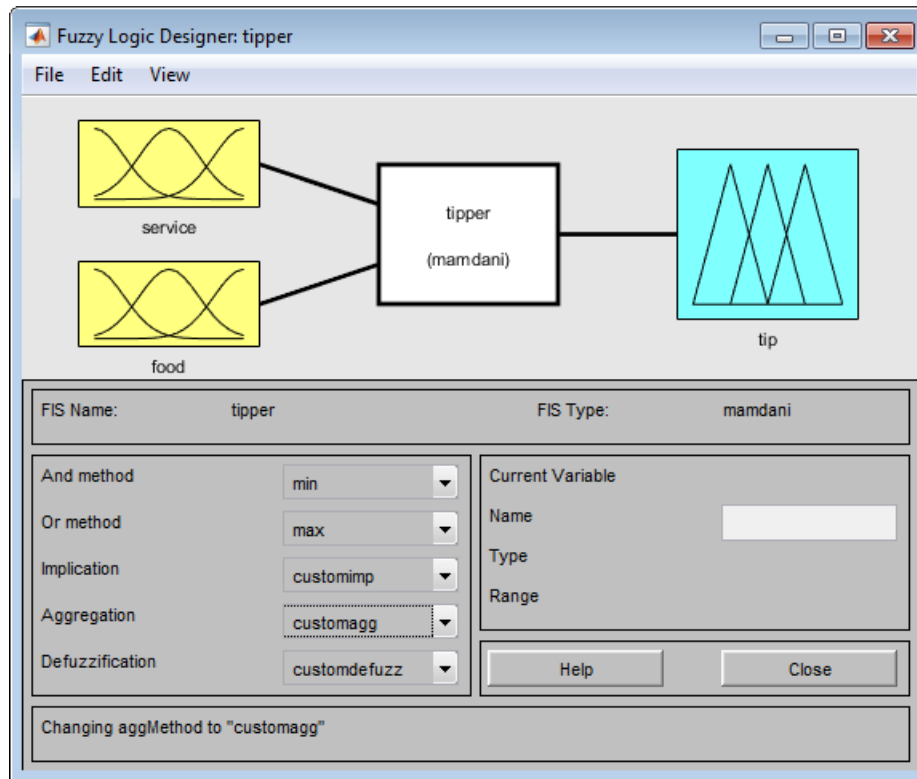 Fuzzy Logic Designer: tipper
File Edit View
service
food
tipper
(mamdani)
tip
FIS Name: tipper FIS Type: mamdani
And method min
Or method max
Implication customimp
Aggregation customagg
Defuzzification customdefuzz
Current Variable
Name
Type
Range
Help Close
Changing aggMethod to "customagg"